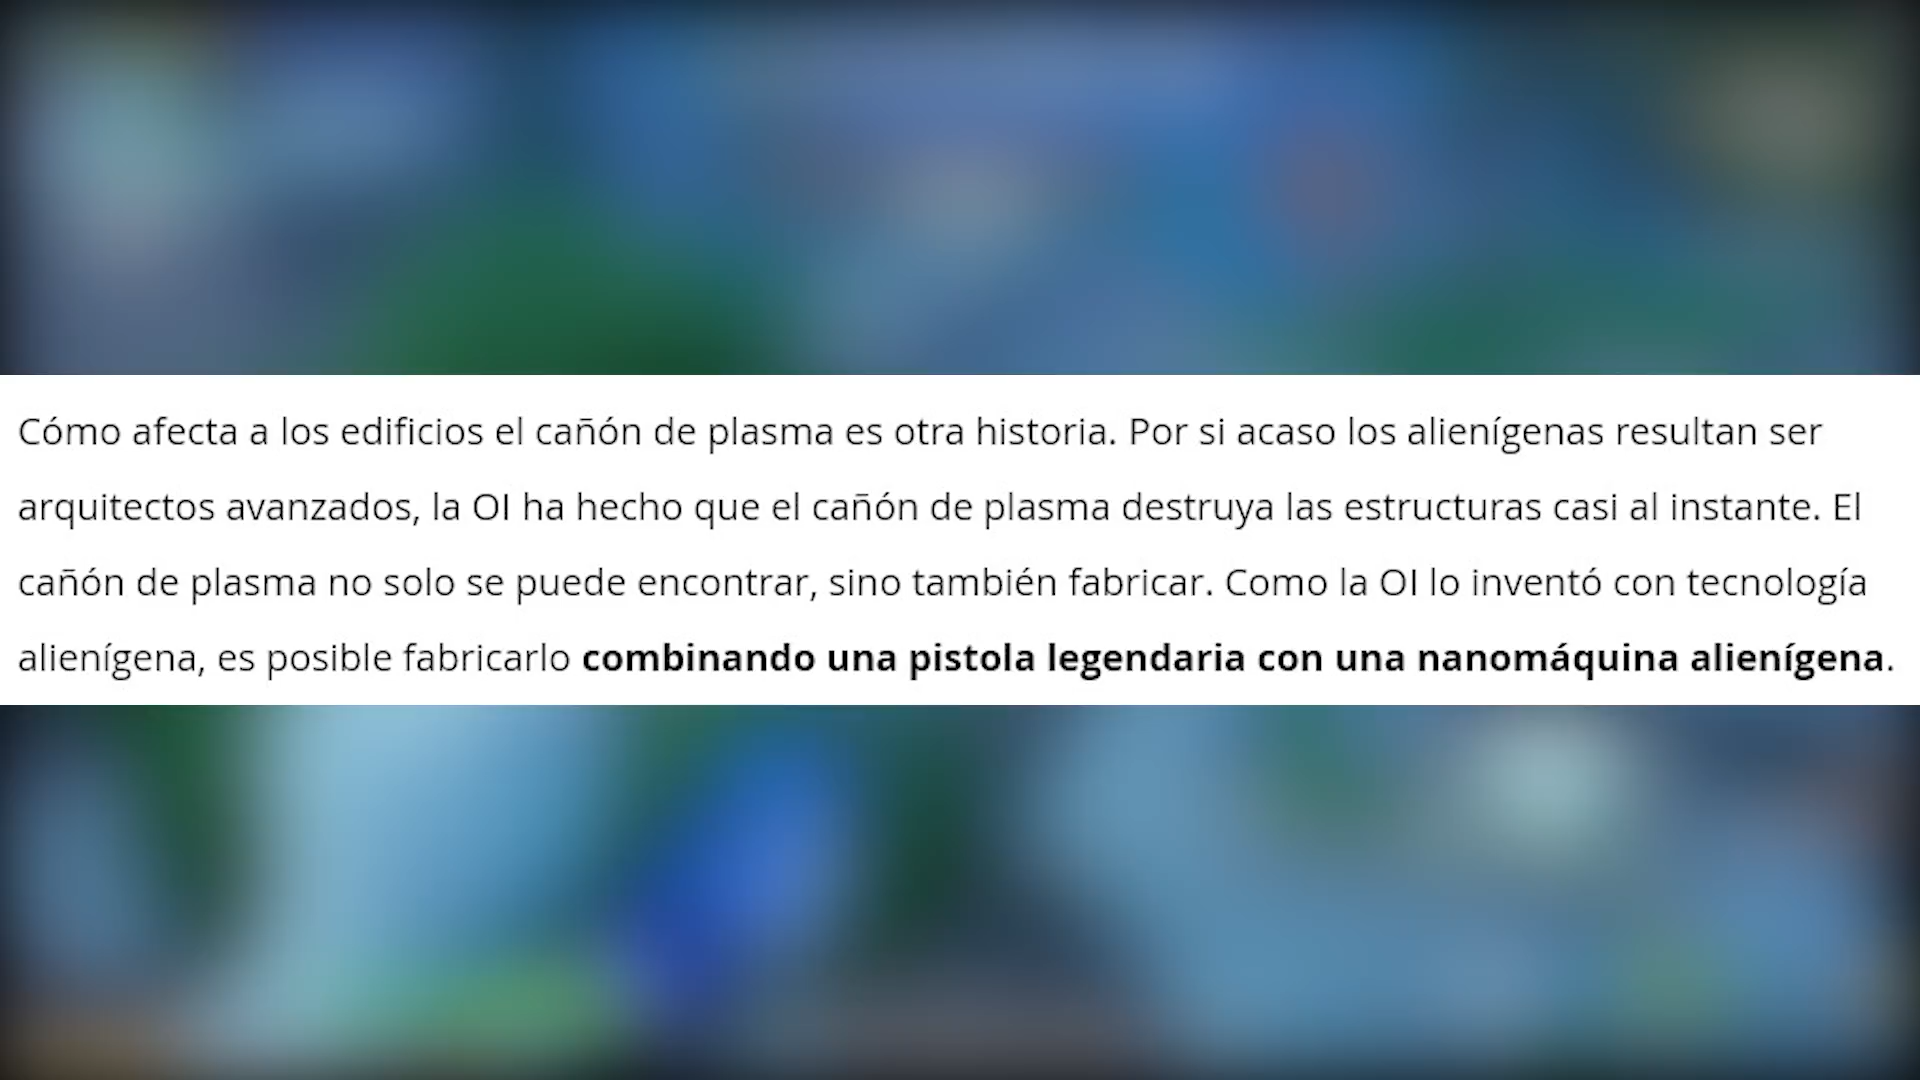 Cómo afecta a los edificios el cañón de plasma es otra historia. Por si acaso los alienígenas resultan ser
arquitectos avanzados, la OI ha hecho que el cañón de plasma destruya las estructuras casi al instante. El
cañón de plasma no solo se puede encontrar, sino también fabricar. Como la OI lo inventó con tecnología
alienígena, es posible fabricarlo combinando una pistola legendaria con una nanomáquina alienígena.